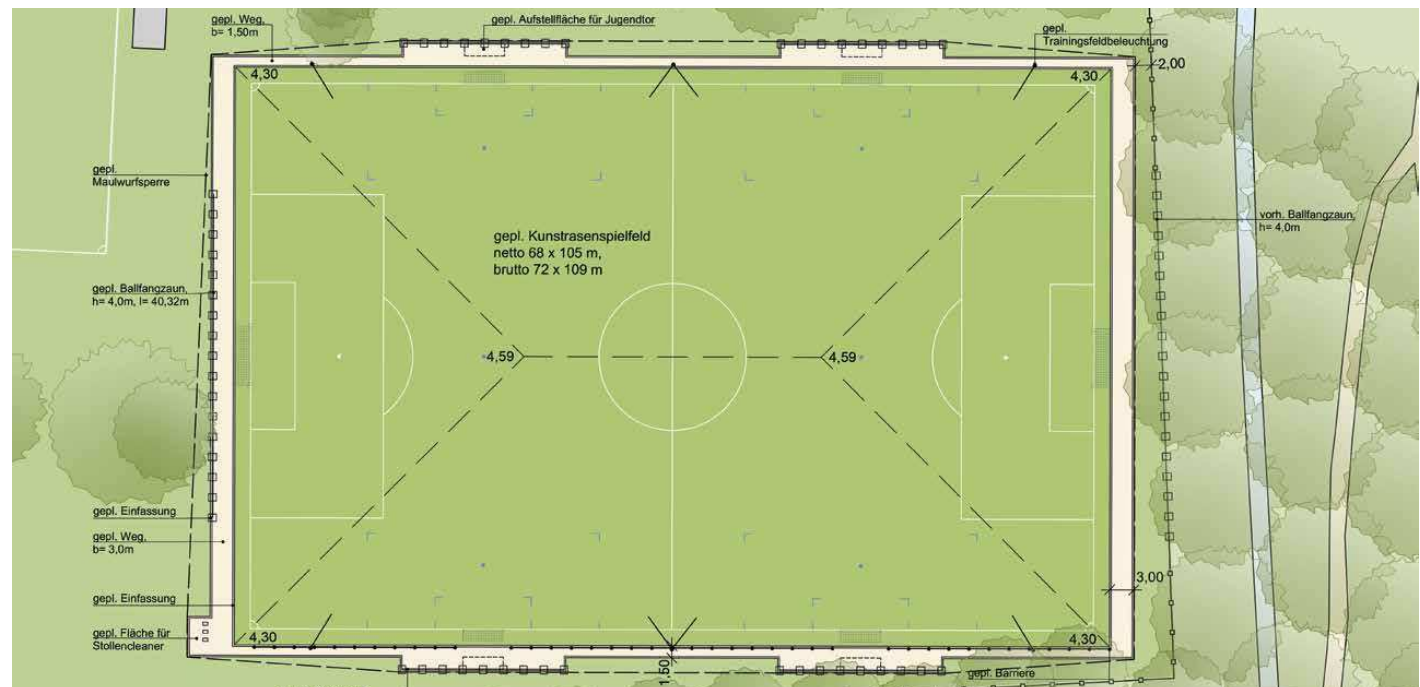 gepl. Weg,
b= 1,50m
gepl. Aufstellfläche für Jugendtor
gepl.
Trainingsfeldbeleuchtung
4,30
4,30
2,00
gepl.
Maulwurfsperre
gepl. Kunstrasenspielfeld
netto 68 x 105 m,
brutto 72 x 109 m
vorh. Ballfangzaun,
h= 4,0m
gepl. Ballfangzaun,
h= 4,0m, l= 40,32m
4,59
4,59
gepl. Einfassung
gepl. Weg,
b= 3,0m
3,00
gepl. Einfassung
gepl. Fläche für
Stollencleaner
4,30
4,30
1,50
gepl. Barriere